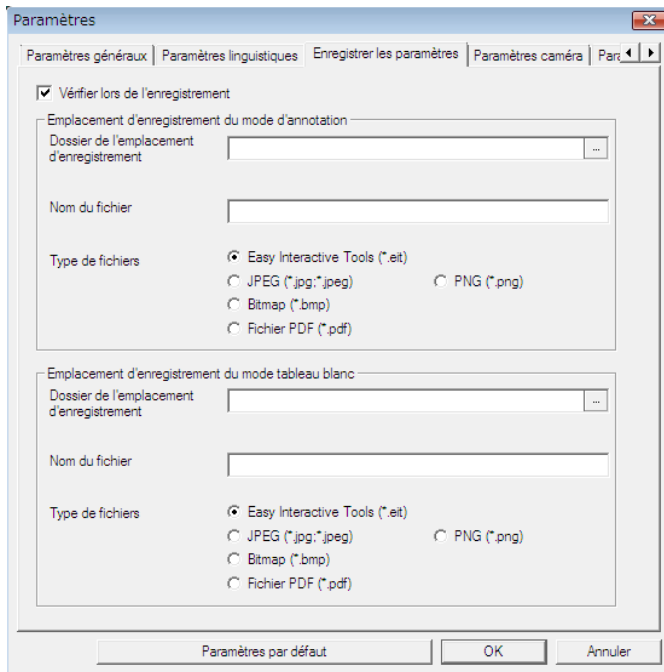 Paramètres
Paramètres généraux
Paramètres linguistiques
Enregistrer les paramètres
Paramètres caméra
Vérifier lors de l'enregistrement
Emplacement d'enregistrement du mode d'annotation
Dossier de l'emplacement
d'enregistrement
...
Nom du fichier
Type de fichiers
Easy Interactive Tools (*.eit)
JPEG (*.jpg;*.jpeg)
PNG (*.png)
Bitmap (*.bmp)
Fichier PDF (*.pdf)
Emplacement d'enregistrement du mode tableau blanc
Dossier de l'emplacement
d'enregistrement
...
Nom du fichier
Type de fichiers
Easy Interactive Tools (*.eit)
JPEG (*.jpg;*.jpeg)
PNG (*.png)
Bitmap (*.bmp)
Fichier PDF (*.pdf)
Paramètres par défaut
OK
Annuler